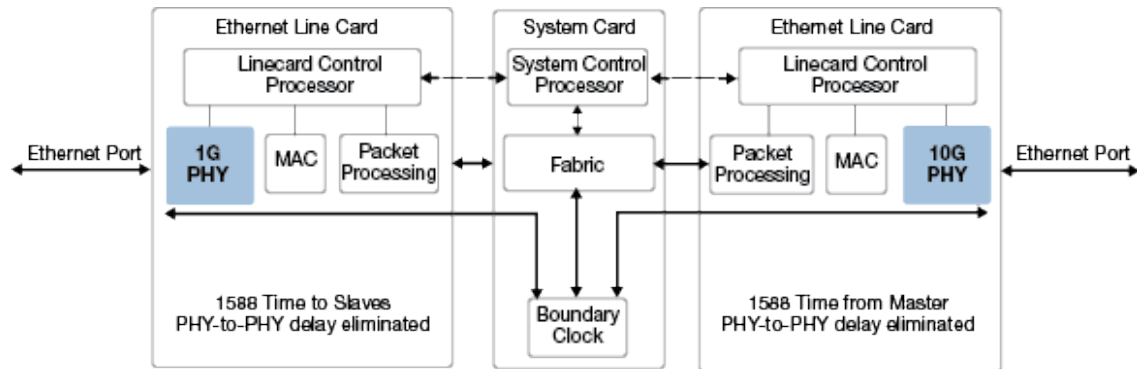 Ethernet Line Card
System Card
Ethernet Line Card
Linecard Control
Processor
System Control
Processor
Linecard Control
Processor
Ethernet Port
1G
PHY
MAC
Packet
Processing
Fabric
Packet
Processing
MAC
10G
PHY
Ethernet Port
1588 Time to Slaves
PHY-to-PHY delay eliminated
Boundary
Clock
1588 Time from Master
PHY-to-PHY delay eliminated